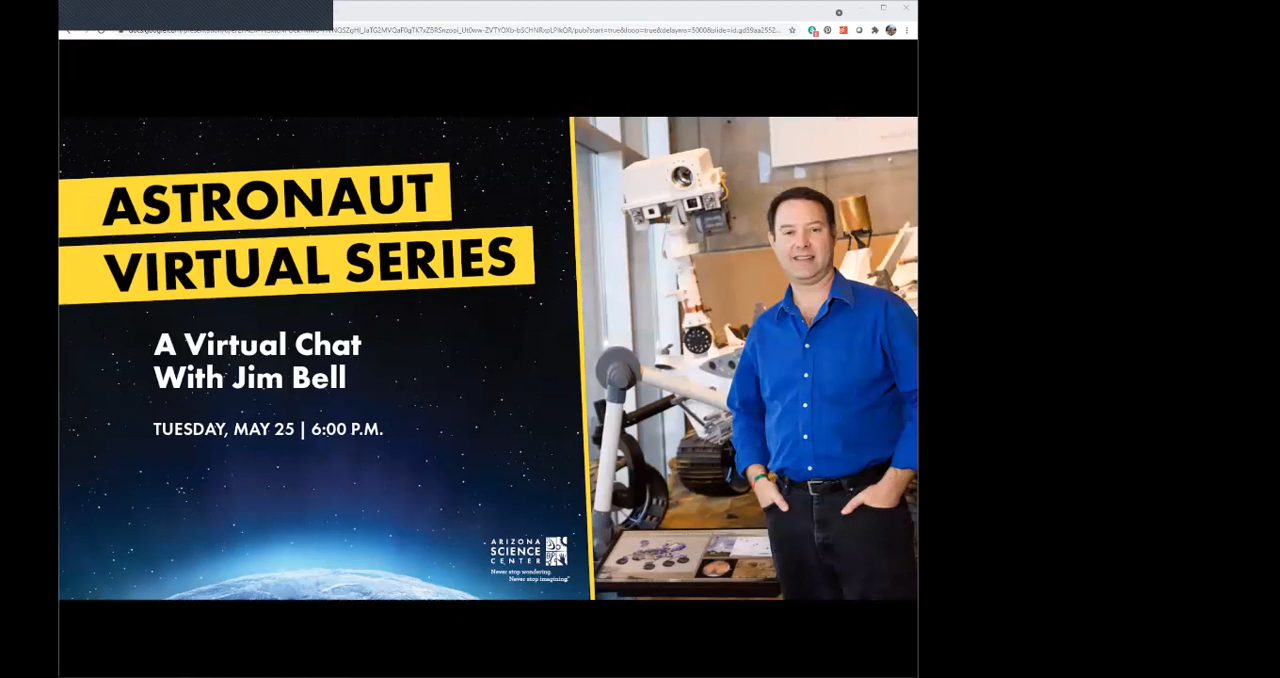 ASTRONAUT
VIRTUAL SERIES
A Virtual Chat
With Jim Bell
TUESDAY, MAY 25 | 6:00 P.M.
ARIZONA
SCIENCE
CENTER
Never stop wondering.
Never stop imagining™